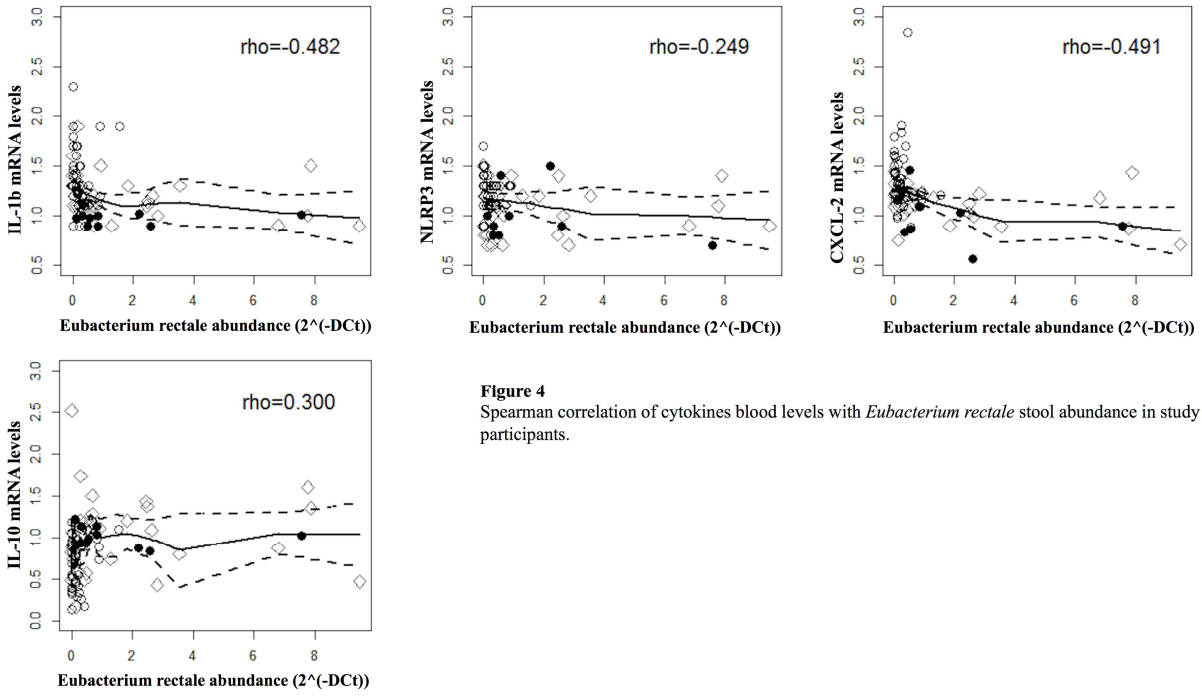 rho=-0.482
IL-1b mRNA levels
3.0
2.5
2.0
1.5
1.0
0.5
0 2 4 6 8
Eubacterium rectale abundance (2^(-DCt))
rho=-0.249
NLRP3 mRNA levels
3.0
2.5
2.0
1.5
1.0
0.5
0 2 4 6 8
Eubacterium rectale abundance (2^(-DCt))
rho=-0.491
CXCL-2 mRNA levels
3.0
2.5
2.0
1.5
1.0
0.5
0 2 4 6 8
Eubacterium rectale abundance (2^(-DCt))
rho=0.300
IL-10 mRNA levels
3.0
2.5
2.0
1.5
1.0
0.5
0.0
0 2 4 6 8
Eubacterium rectale abundance (2^(-DCt))
Figure 4
Spearman correlation of cytokines blood levels with Eubacterium rectale stool abundance in study
participants.